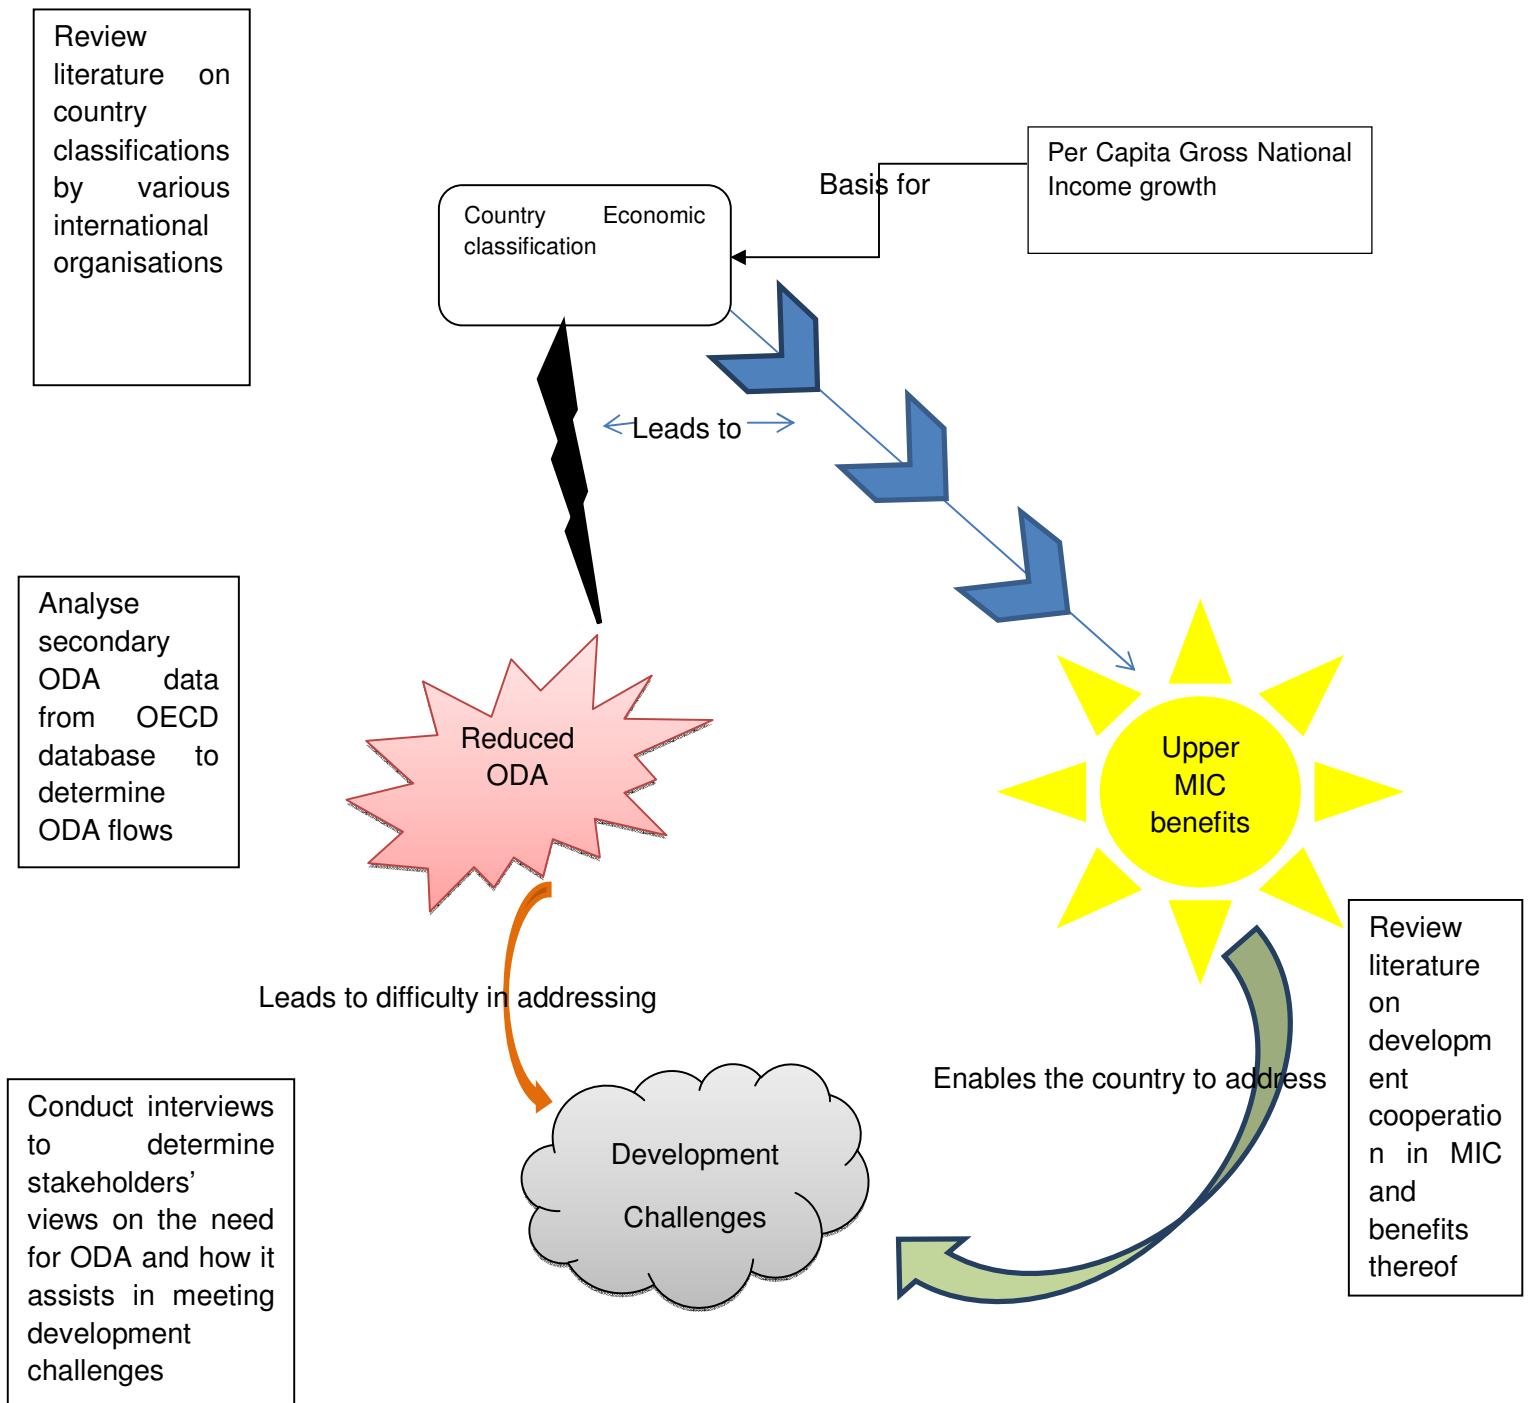 Review
literature on
country
classifications
by various
international
organisations
Per Capita Gross National
Income growth
Basis for
Country Economic
classification
Leads to
Analyse
secondary
ODA data
from OECD
database to
determine
ODA flows
Reduced
ODA
Upper
MIC
benefits
Review
literature
on
developm
ent
cooperatio
n in MIC
and
benefits
thereof
Leads to difficulty in addressing
Enables the country to address
Conduct interviews
to determine
stakeholders’
views on the need
for ODA and how it
assists in meeting
development
challenges
Development
Challenges